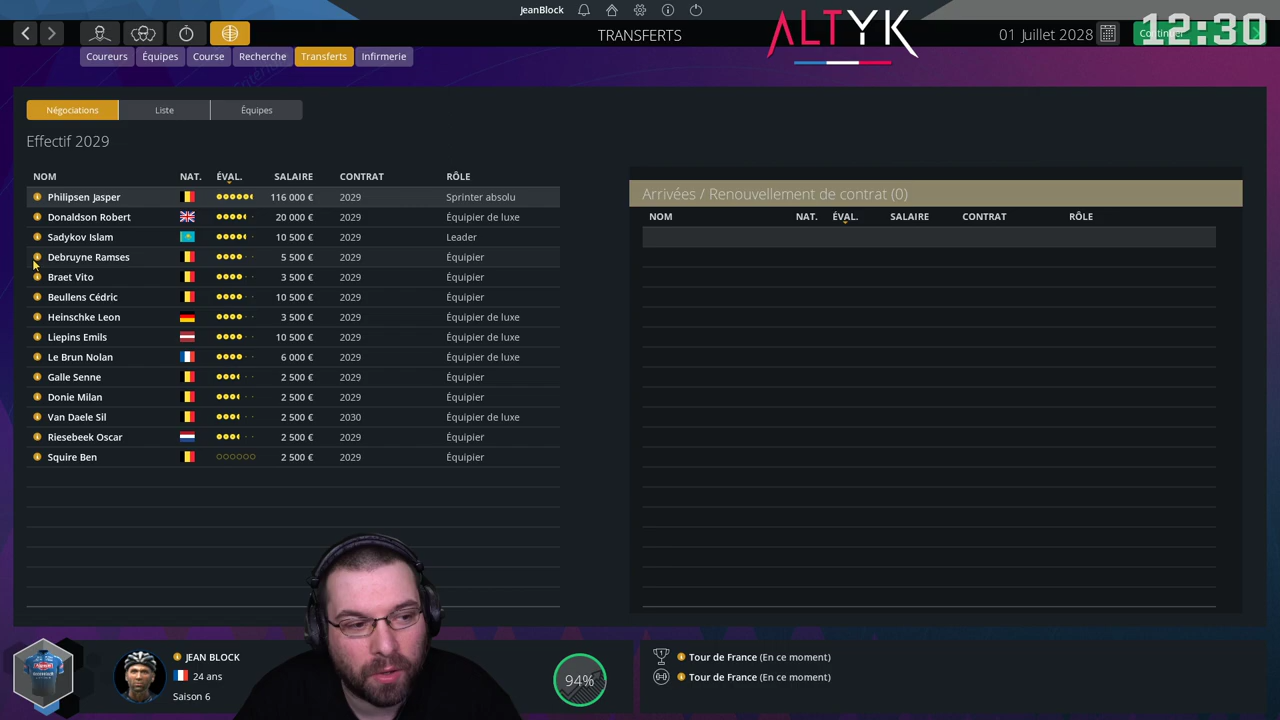 JeanBlock
TRANSFERTS
ALTYK
01 Juillet 2028
12:30
Coureurs
Équipes
Course
Recherche
Transferts
Infirmerie
Négociations
Liste
Équipes
Effectif 2029
NOM NAT. ÉVAL. SALAIRE CONTRAT RÔLE
Philipsen Jasper 116 000 € 2029 Sprinter absolu
Donaldson Robert 20 000 € 2029 Équipier de luxe
Sadykov Islam 10 500 € 2029 Leader
Debruyne Ramses 5 500 € 2029 Équipier
Braet Vito 3 500 € 2029 Équipier
Beullens Cédric 10 500 € 2029 Équipier
Heinschke Leon 3 500 € 2029 Équipier de luxe
Liepins Emils 10 500 € 2029 Équipier de luxe
Le Brun Nolan 6 000 € 2029 Équipier de luxe
Galle Senne 2 500 € 2029 Équipier
Donie Milan 2 500 € 2029 Équipier
Van Daele Sil 2 500 € 2030 Équipier de luxe
Riesebeek Oscar 2 500 € 2029 Équipier
Squire Ben 2 500 € 2029 Équipier
Arrivées / Renouvellement de contrat (0)
NOM NAT. ÉVAL. SALAIRE CONTRAT RÔLE
JEAN BLOCK
24 ans
Saison 6
94%
Tour de France (En ce moment)
Tour de France (En ce moment)